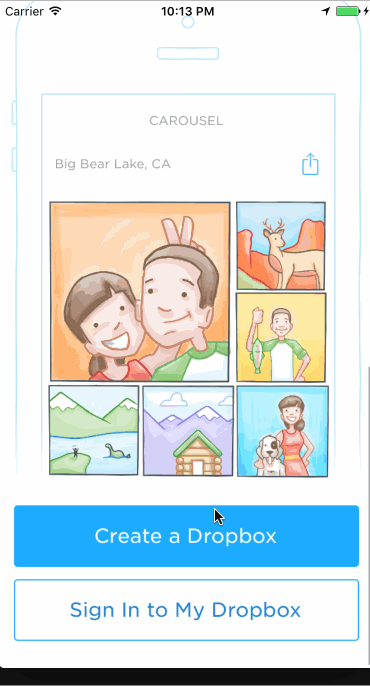 Carrier 10:13 PM
CAROUSEL
Big Bear Lake, CA
Create a Dropbox
Sign In to My Dropbox